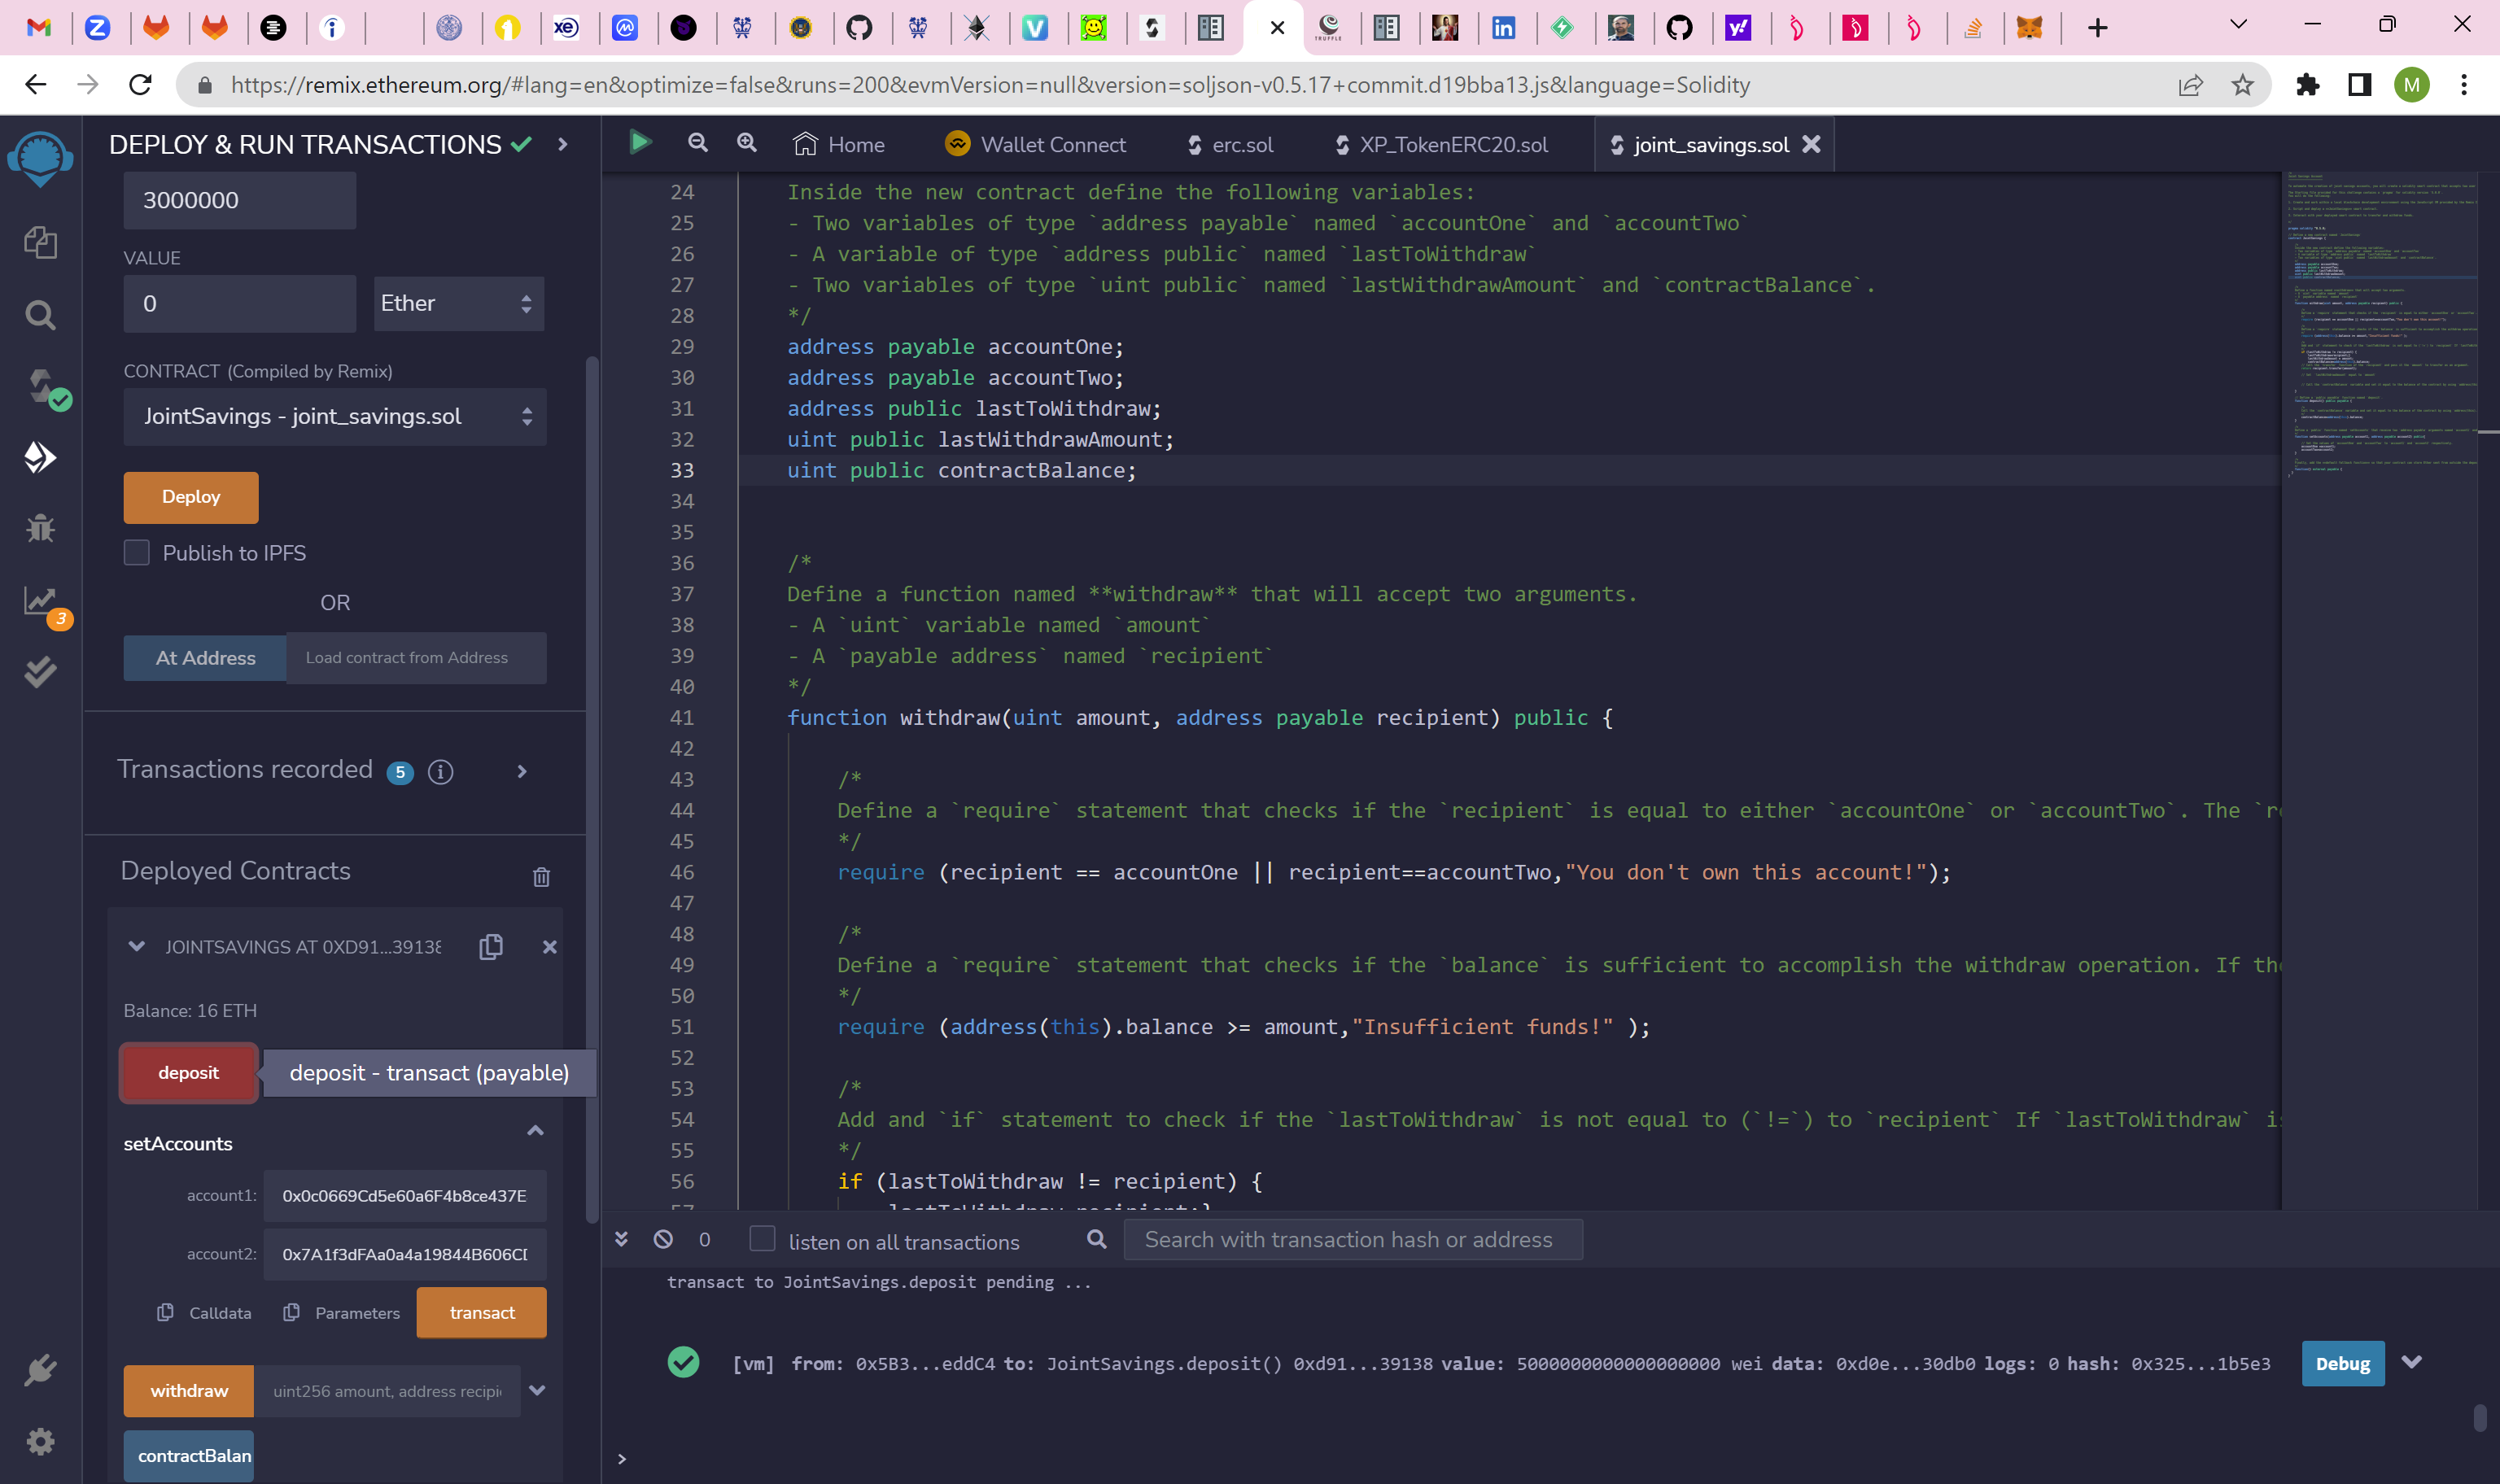 https://remix.ethereum.org/#lang=en&optimize=false&runs=200&evmVersion=null&version=soljson-v0.5.17+commit.d19bba13.js&language=Solidity
M
DEPLOY & RUN TRANSACTIONS
3000000
VALUE
0
Ether
CONTRACT (Compiled by Remix)
JointSavings - joint_savings.sol
Deploy
Publish to IPFS
OR
At Address
Load contract from Address
3
Transactions recorded 5 i
Deployed Contracts
JOINTSAVINGS AT 0XD91...39138
Balance: 16 ETH
deposit
deposit - transact (payable)
setAccounts
account1: 0x0c0669Cd5e60a6F4b8ce437E
account2: 0x7A1f3dFAa0a4a19844B606C
Calldata
Parameters
transact
withdraw
uint256 amount, address recipi
contractBalan
Home
Wallet Connect
erc.sol
XP_TokenERC20.sol
joint_savings.sol
24 Inside the new contract define the following variables:
25 - Two variables of type `address payable` named `accountOne` and `accountTwo`
26 - A variable of type `address public` named `lastToWithdraw`
27 - Two variables of type `uint public` named `lastWithdrawAmount` and `contractBalance`.
28 */
29 address payable accountOne;
30 address payable accountTwo;
31 address public lastToWithdraw;
32 uint public lastWithdrawAmount;
33 uint public contractBalance;
34
35
36 /*
37 Define a function named **withdraw** that will accept two arguments.
38 - A `uint` variable named `amount`
39 - A `payable address` named `recipient`
40 */
41 function withdraw(uint amount, address payable recipient) public {
42
43 /*
44 Define a `require` statement that checks if the `recipient` is equal to either `accountOne` or `accountTwo`. The `r
45 */
46 require (recipient == accountOne || recipient==accountTwo,"You don't own this account!");
47
48 /*
49 Define a `require` statement that checks if the `balance` is sufficient to accomplish the withdraw operation. If th
50 */
51 require (address(this).balance >= amount,"Insufficient funds!" );
52
53 /*
54 Add and `if` statement to check if the `lastToWithdraw` is not equal to (`!=`) to `recipient` If `lastToWithdraw` i
55 */
56 if (lastToWithdraw != recipient) {
57 lastToWithdraw=recipient;}
0
listen on all transactions
Search with transaction hash or address
transact to JointSavings.deposit pending ...
[vm] from: 0x5B3...eddC4 to: JointSavings.deposit() 0xd91...39138 value: 5000000000000000000 wei data: 0xd0e...30db0 logs: 0 hash: 0x325...1b5e3
Debug
>